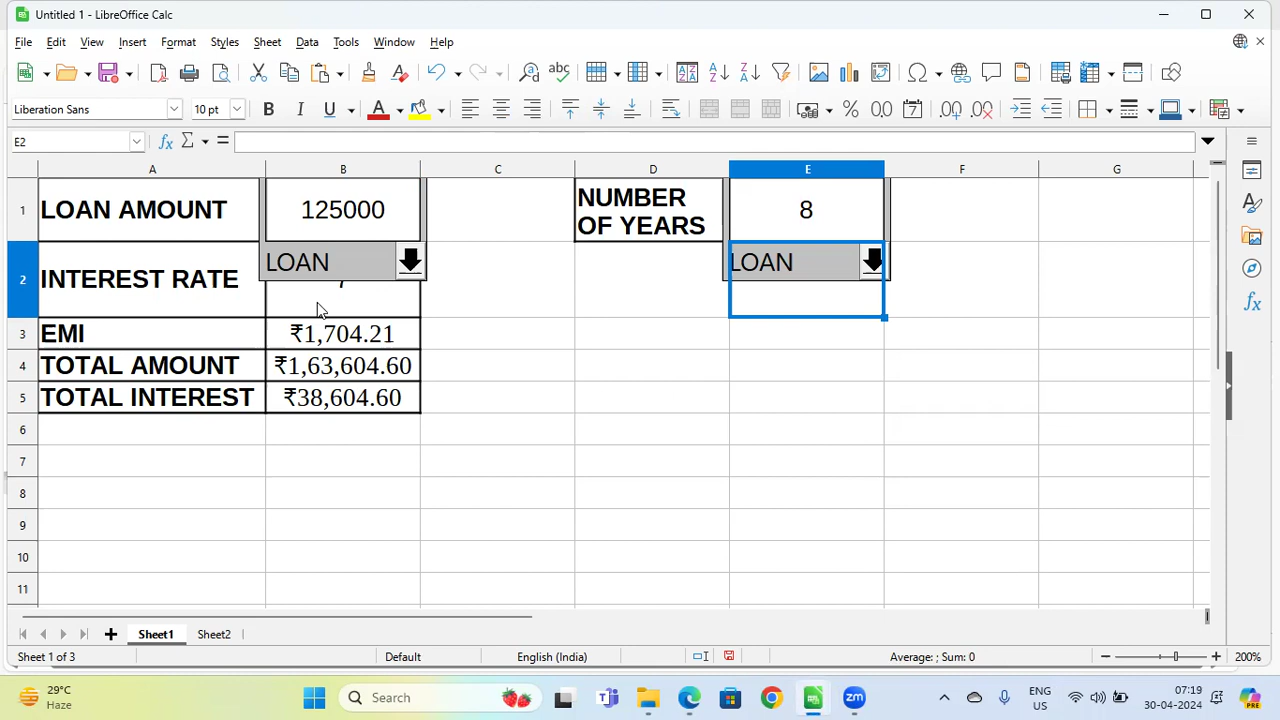 Untitled 1 - LibreOffice Calc
File Edit View Insert Format Styles Sheet Data Tools Window Help
Liberation Sans 10 pt
E2
A B C D E F G
1 LOAN AMOUNT 125000 NUMBER OF YEARS 8
LOAN LOAN
2 INTEREST RATE
3 EMI ₹1,704.21
4 TOTAL AMOUNT ₹1,63,604.60
5 TOTAL INTEREST ₹38,604.60
6
7
8
9
10
11
Sheet1 Sheet2
Sheet 1 of 3 Default English (India) Average: ; Sum: 0 200%
29°C
Haze
Search
ENG
US
07:19
30-04-2024